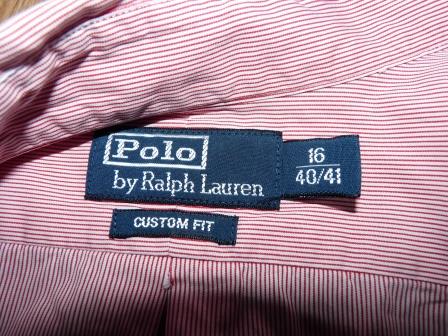 Polo
by Ralph Lauren
16
40/41
CUSTOM FIT